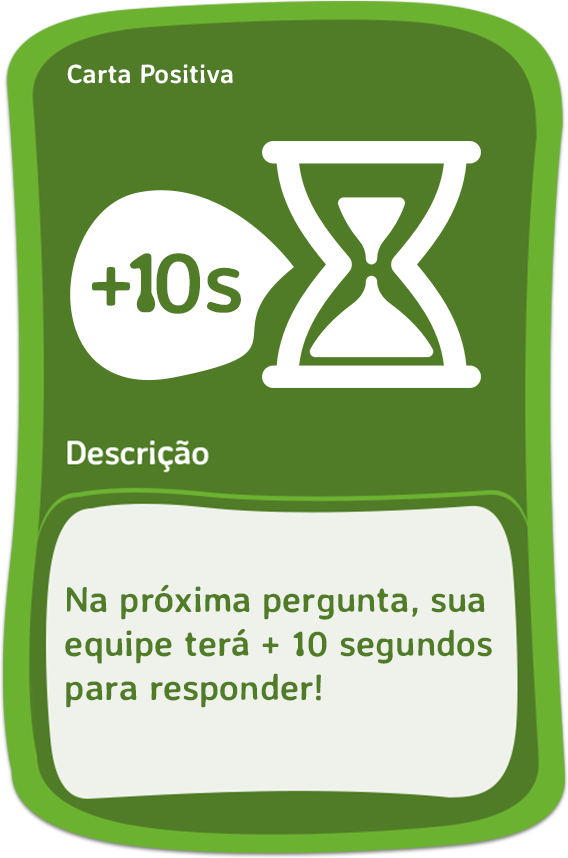 Carta Positiva
+10s
Descrição
Na próxima pergunta, sua
equipe terá + 10 segundos
para responder!